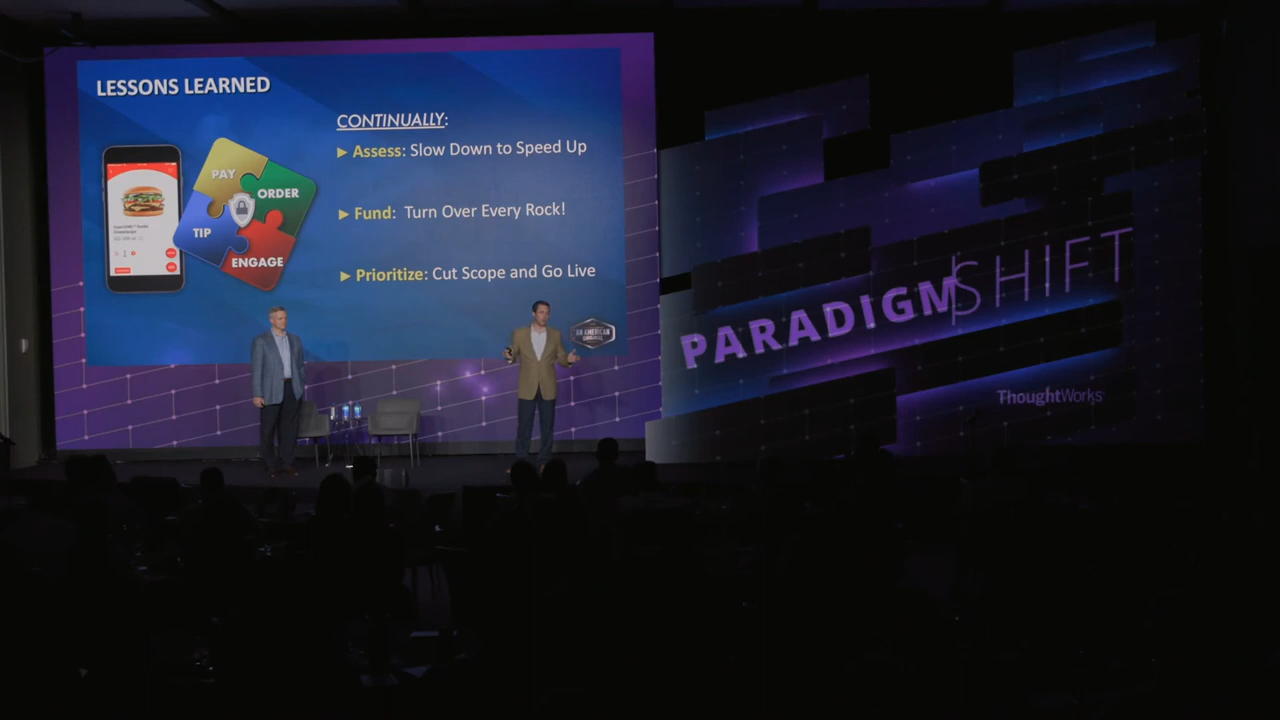 LESSONS LEARNED
CONTINUALLY:
► Assess: Slow Down to Speed Up
► Fund: Turn Over Every Rock!
► Prioritize: Cut Scope and Go Live
PAY
ORDER
TIP
ENGAGE
AN AMERICAN
PARADIGM SHIFT
ThoughtWorks